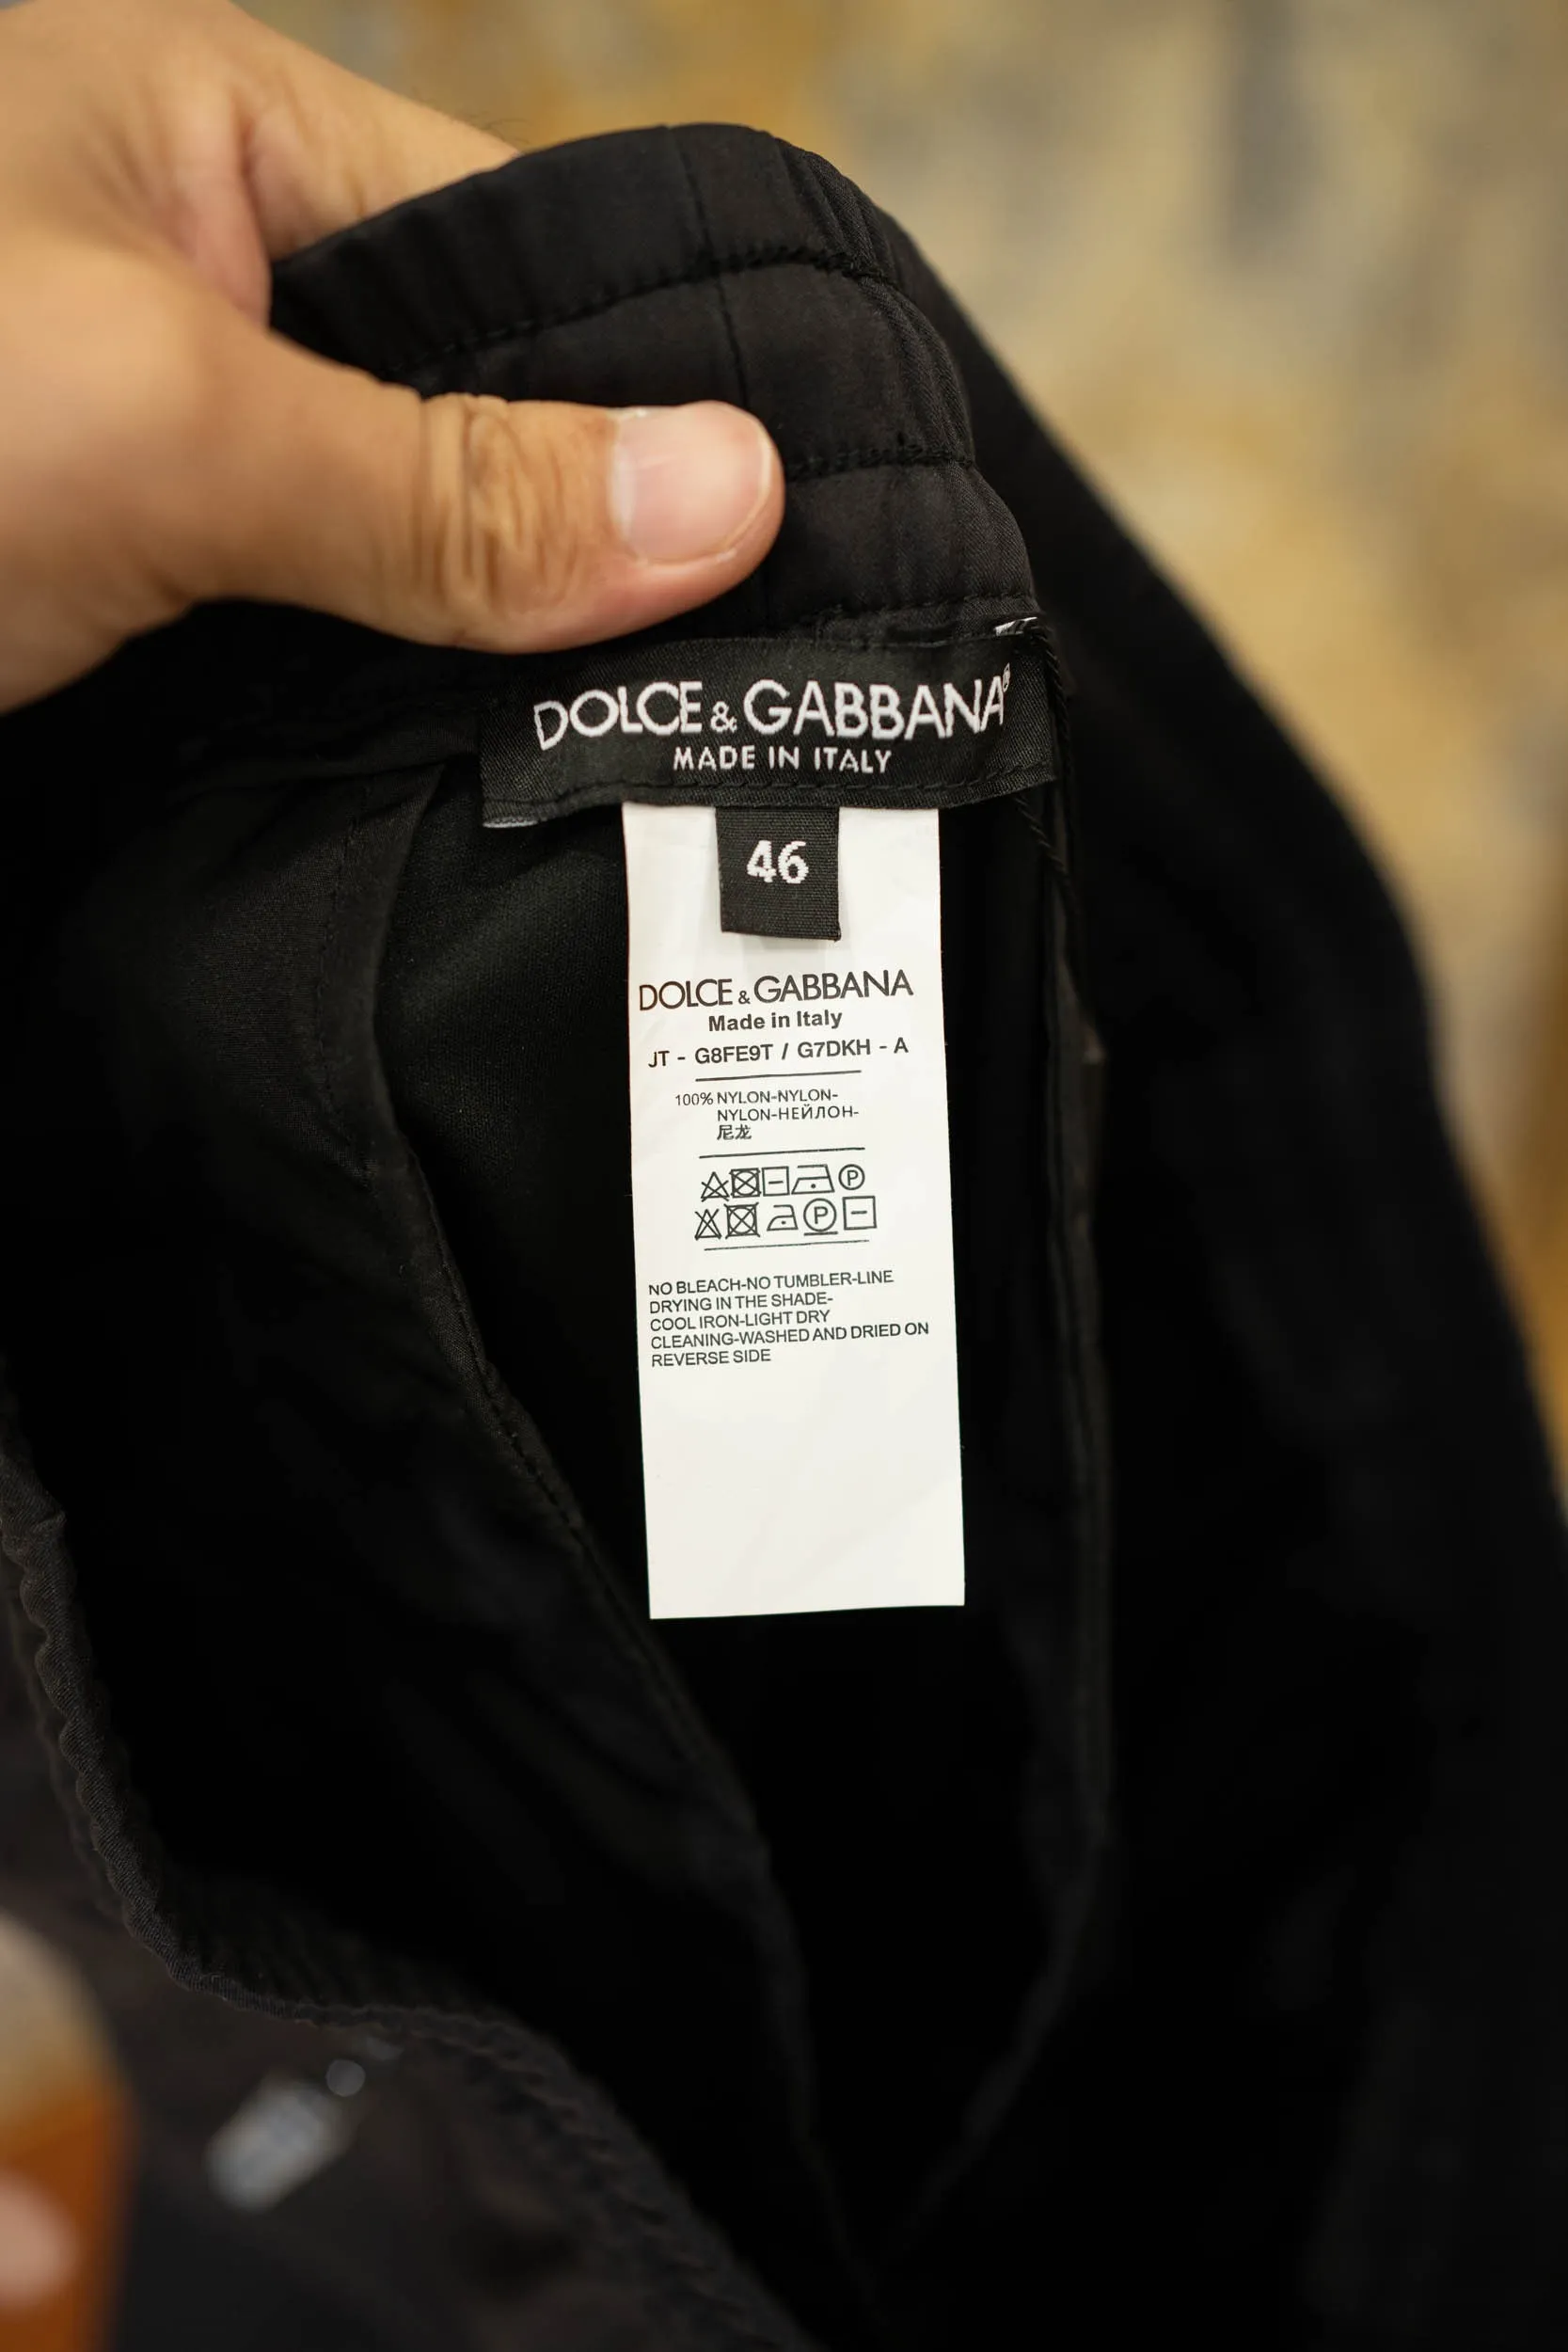 DOLCE & GABBANA®
MADE IN ITALY
46
DOLCE & GABBANA
Made in Italy
JT - G8FE9T / G7DKH - A
100% NYLON-NYLON-
NYLON-НЕЙЛОН-
尼龙
P
P
NO BLEACH-NO TUMBLER-LINE
DRYING IN THE SHADE-
COOL IRON-LIGHT DRY
CLEANING-WASHED AND DRIED ON
REVERSE SIDE